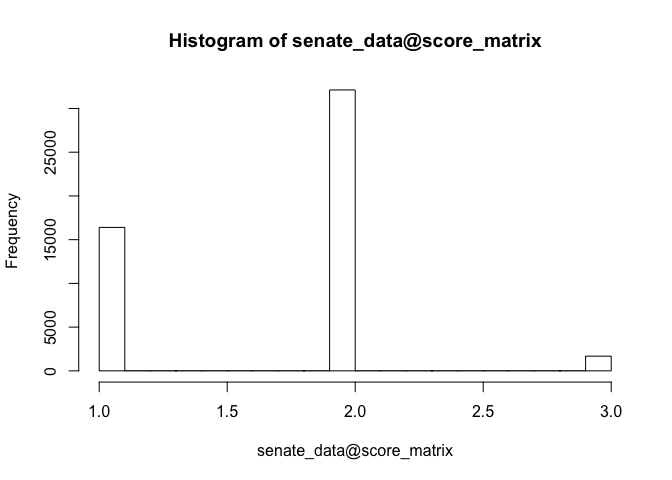 Histogram of senate_data@score_matrix
Frequency
25000
15000
5000
0
1.0 1.5 2.0 2.5 3.0
senate_data@score_matrix